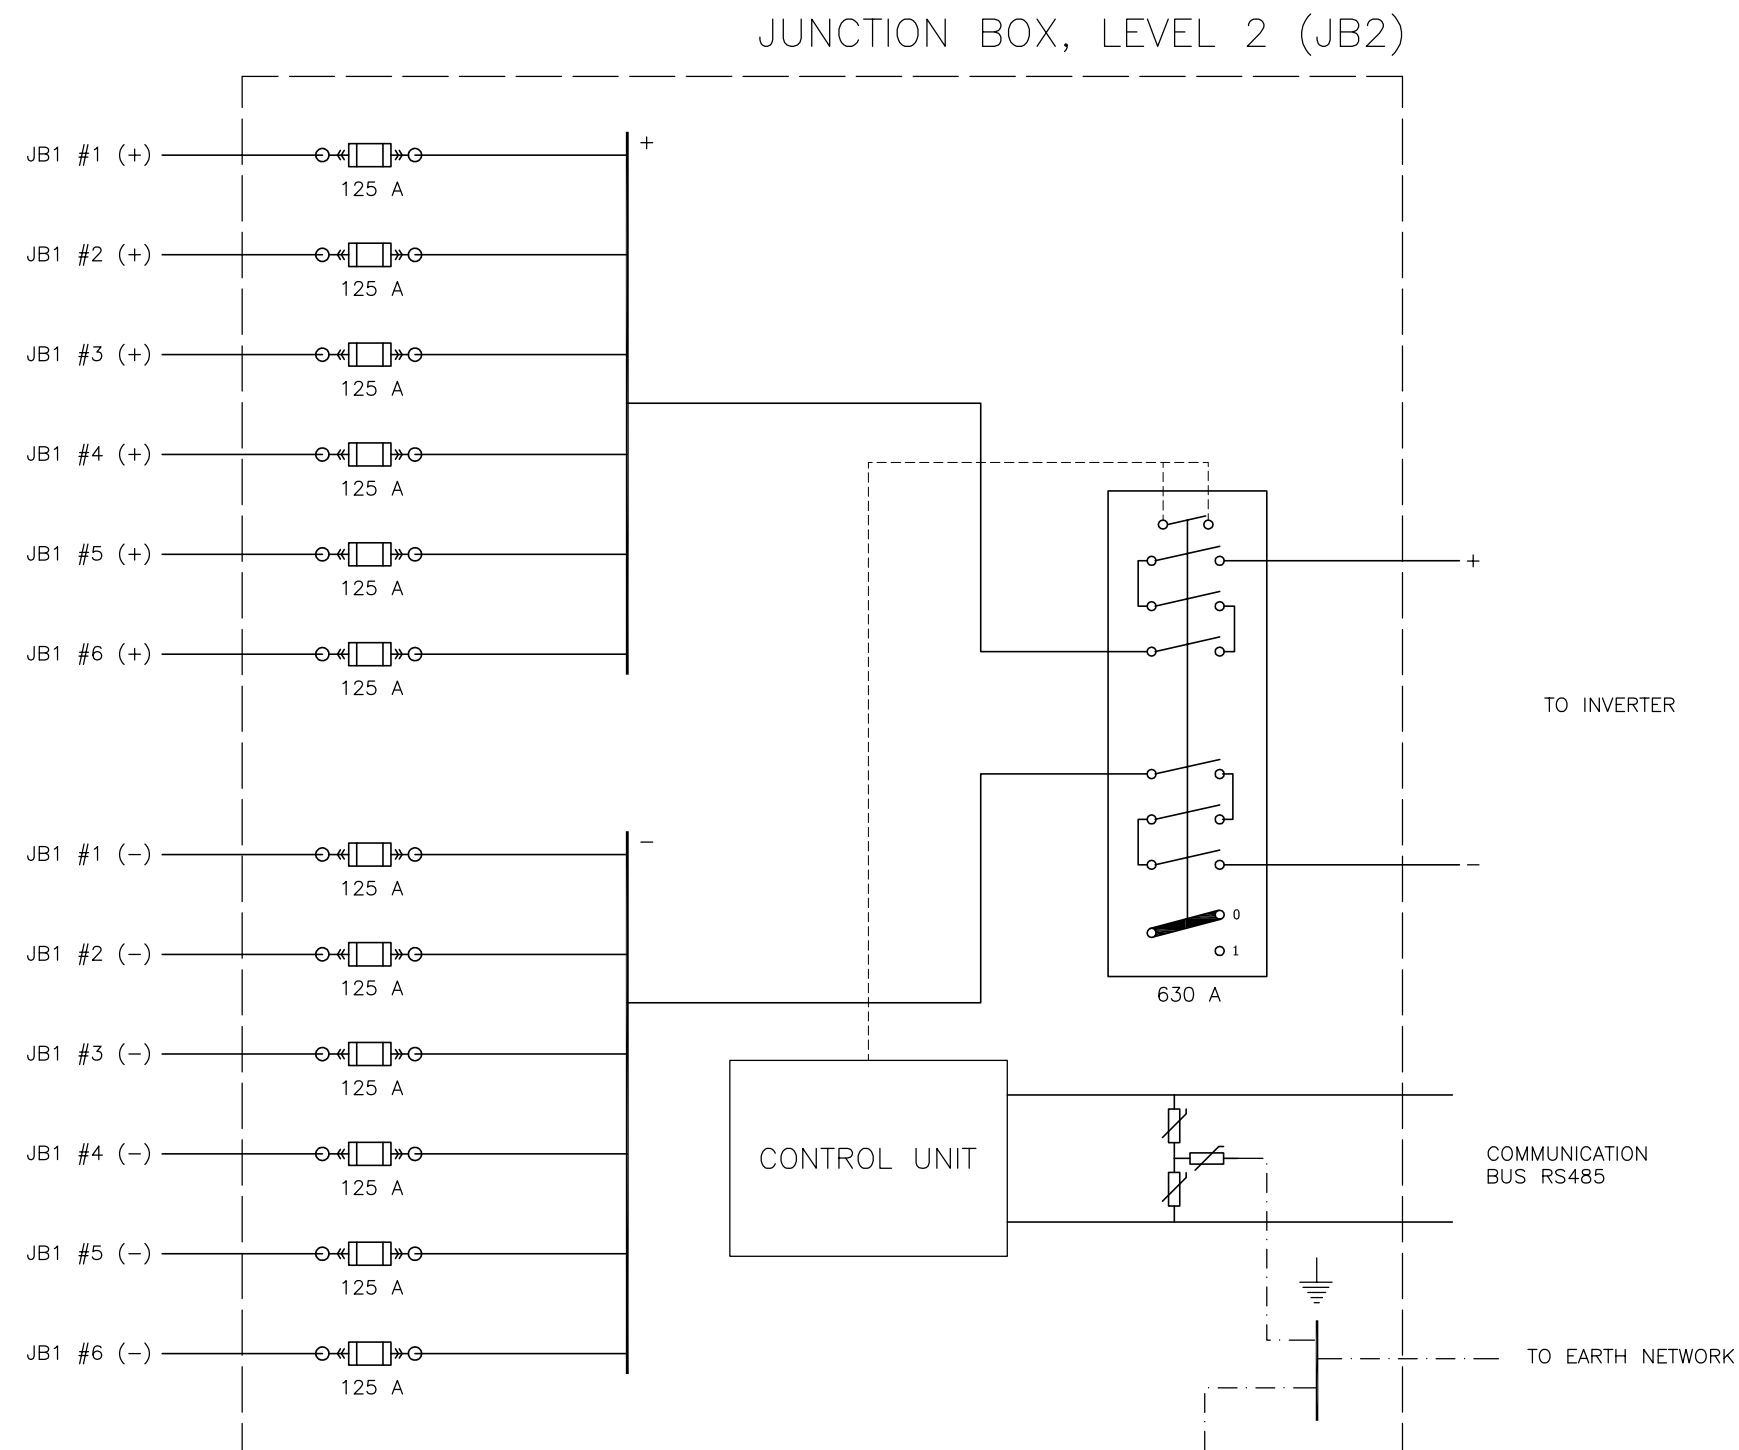 JUNCTION BOX, LEVEL 2 (JB2)
JB1 #1 (+)
125 A
+
JB1 #2 (+)
125 A
JB1 #3 (+)
125 A
JB1 #4 (+)
125 A
JB1 #5 (+)
125 A
JB1 #6 (+)
125 A
+
TO INVERTER
JB1 #1 (-)
125 A
-
-
JB1 #2 (-)
125 A
0
1
630 A
JB1 #3 (-)
125 A
JB1 #4 (-)
125 A
JB1 #5 (-)
125 A
JB1 #6 (-)
125 A
CONTROL UNIT
COMMUNICATION
BUS RS485
TO EARTH NETWORK